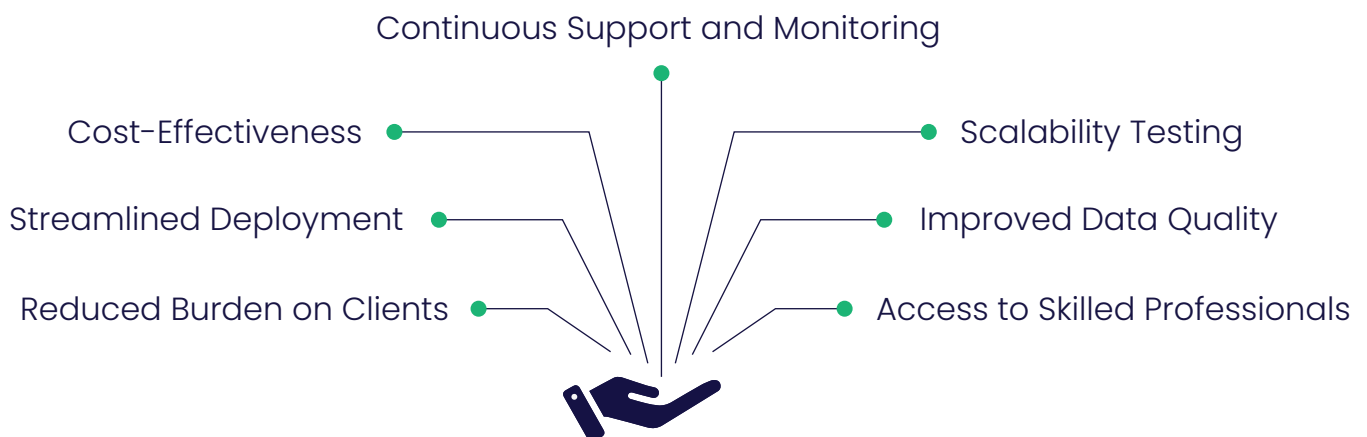 Continuous Support and Monitoring
Cost-Effectiveness
Scalability Testing
Streamlined Deployment
Improved Data Quality
Reduced Burden on Clients
Access to Skilled Professionals